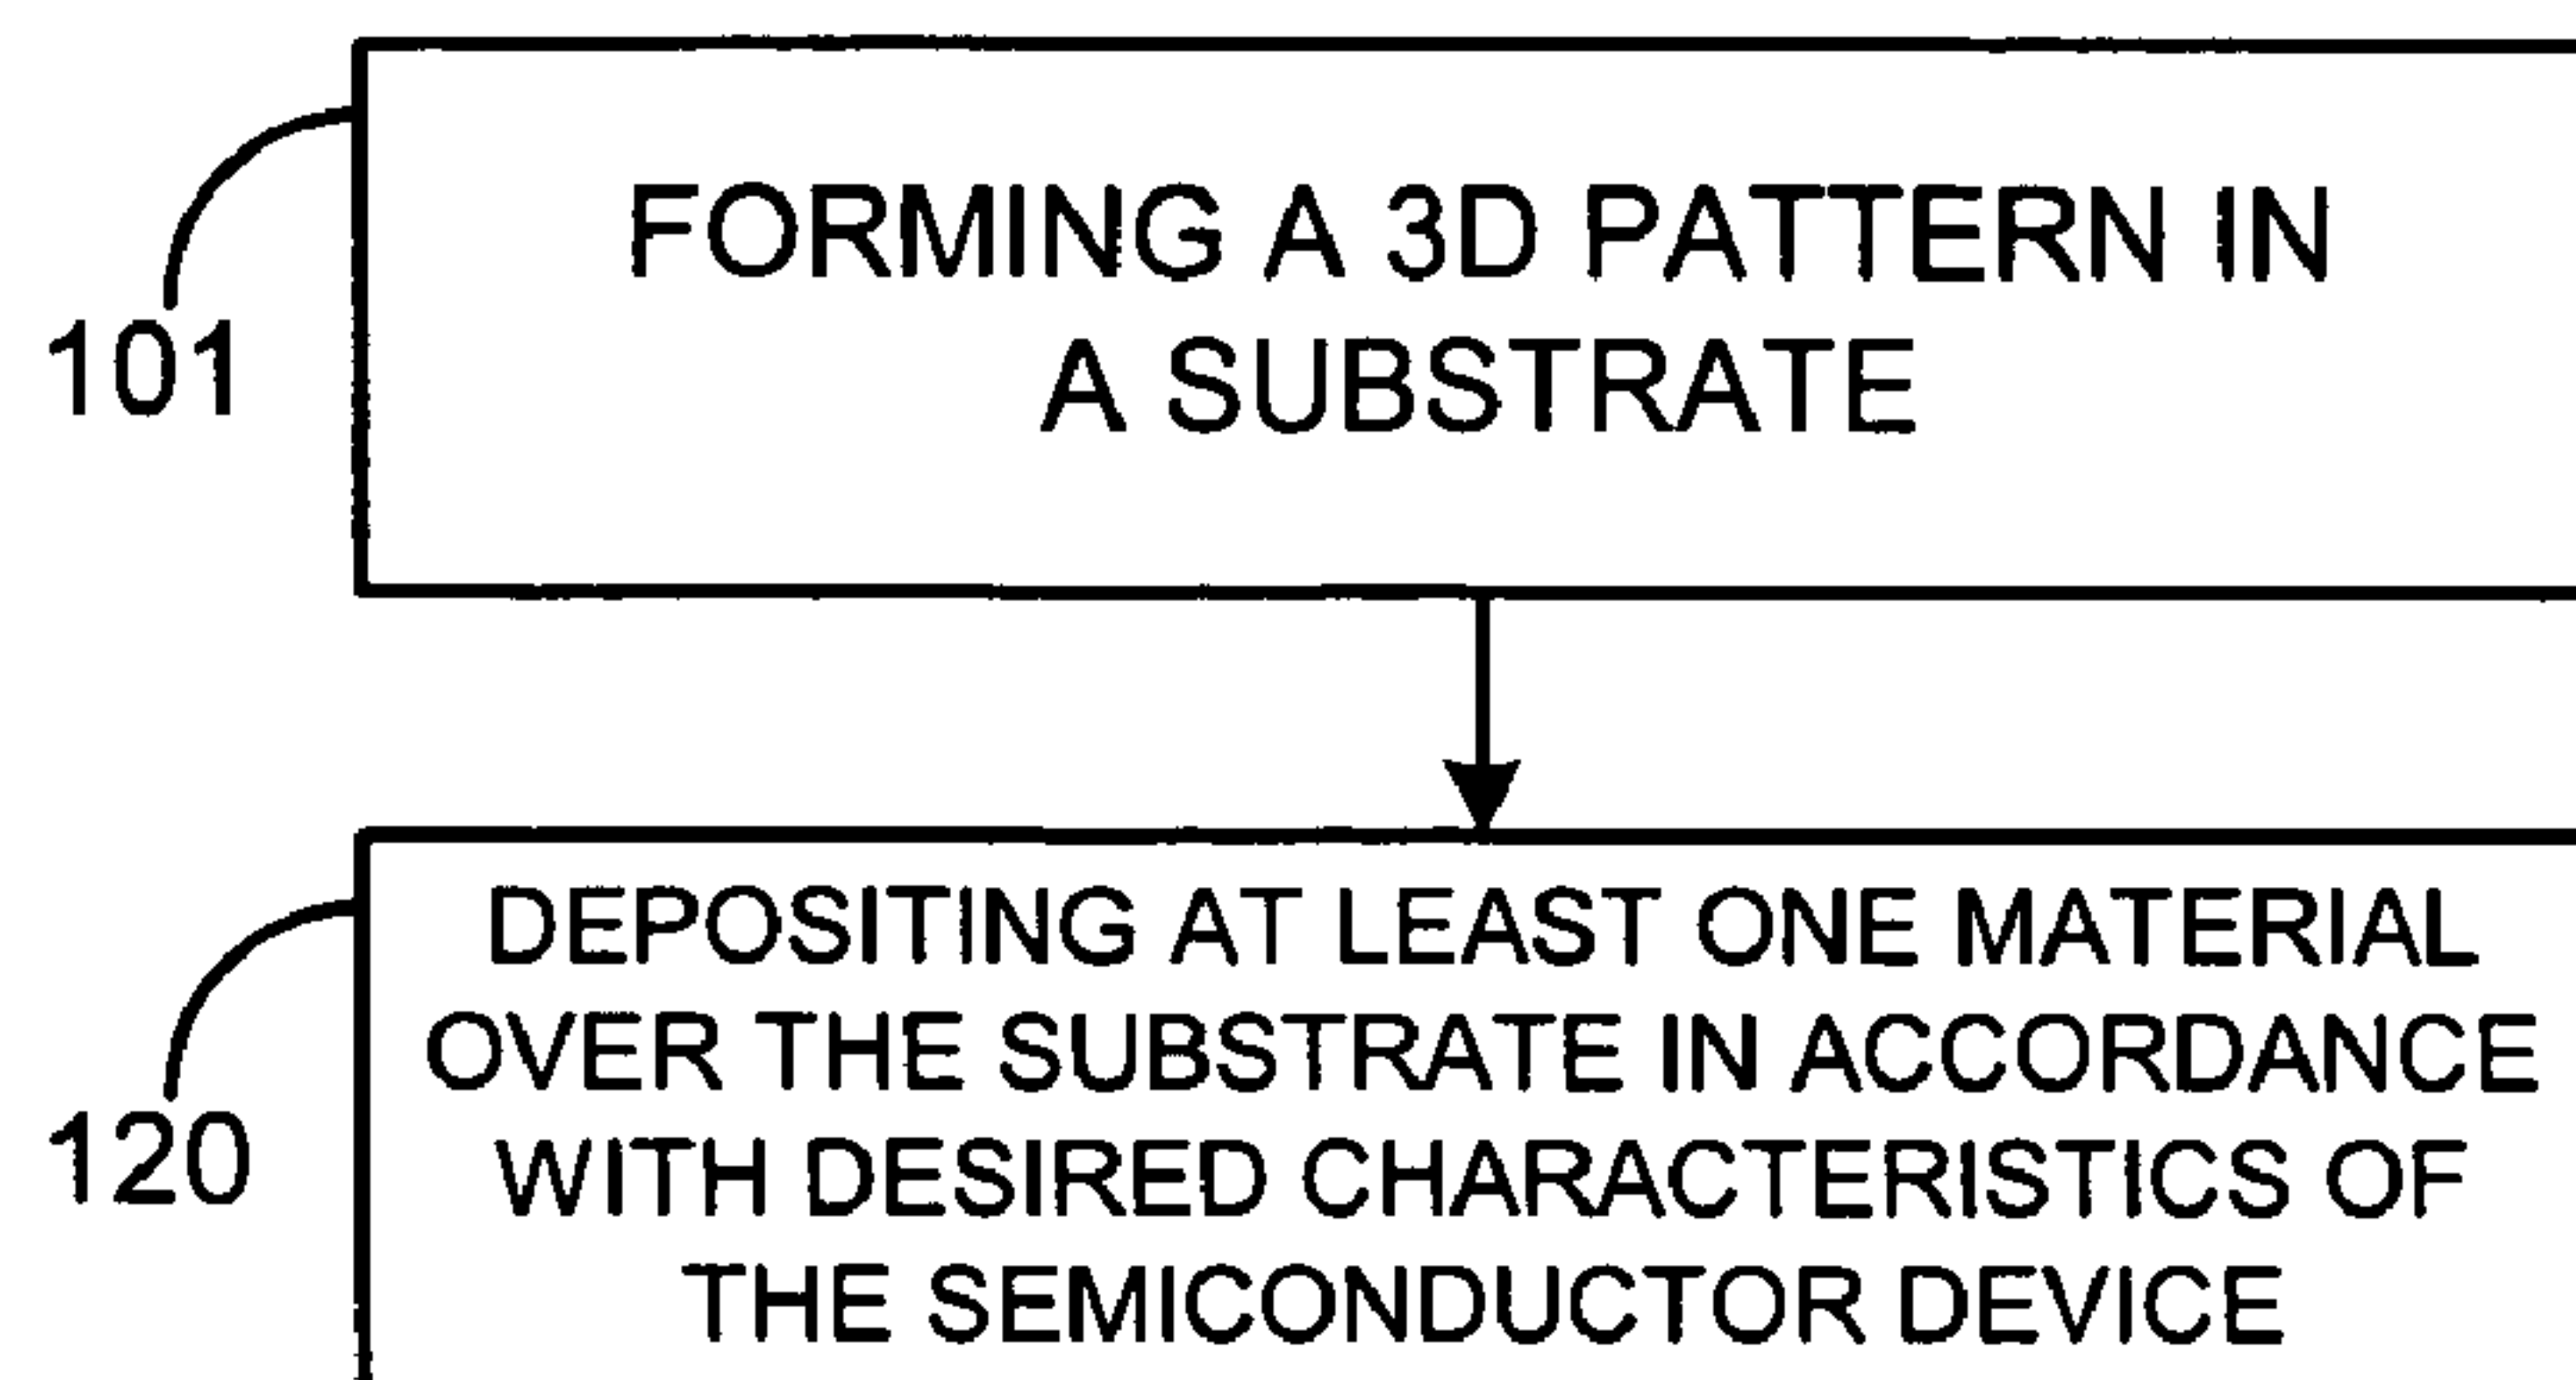 FORMING A 3D PATTERN IN
A SUBSTRATE
101
DEPOSITING AT LEAST ONE MATERIAL
OVER THE SUBSTRATE IN ACCORDANCE
WITH DESIRED CHARACTERISTICS OF
THE SEMICONDUCTOR DEVICE
120